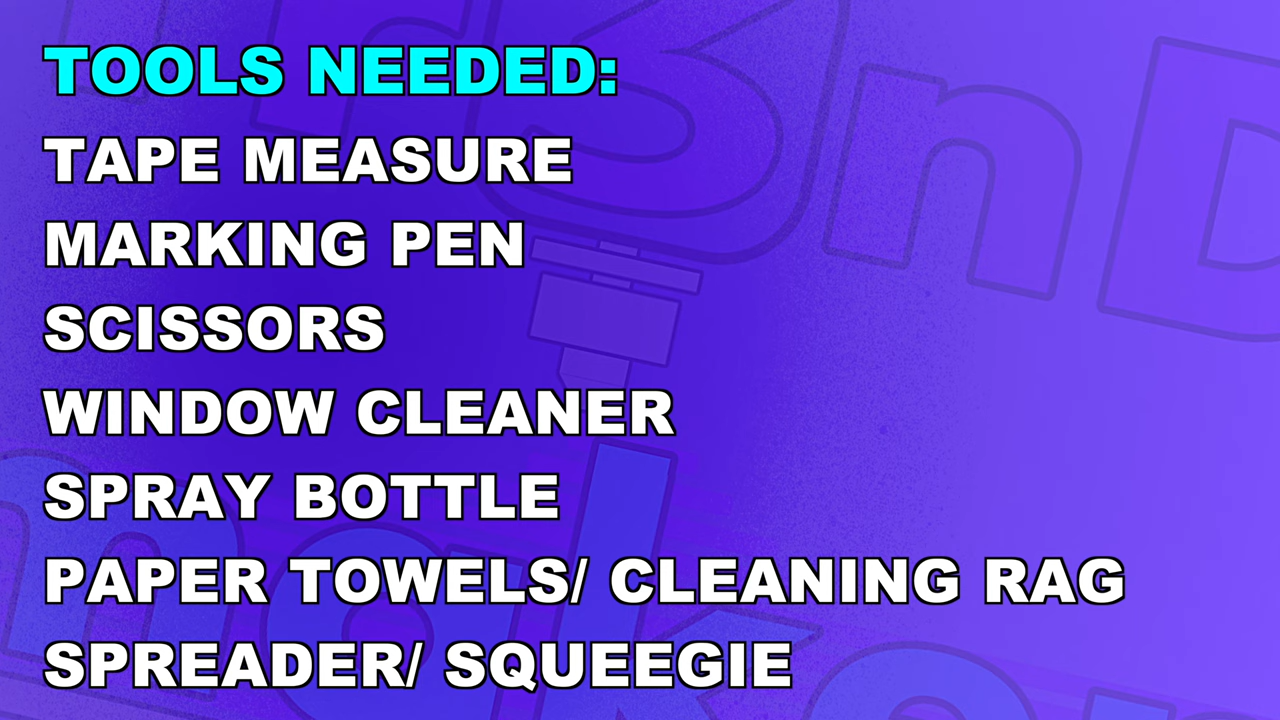 TOOLS NEEDED:
TAPE MEASURE
MARKING PEN
SCISSORS
WINDOW CLEANER
SPRAY BOTTLE
PAPER TOWELS/ CLEANING RAG
SPREADER/ SQUEEGIE